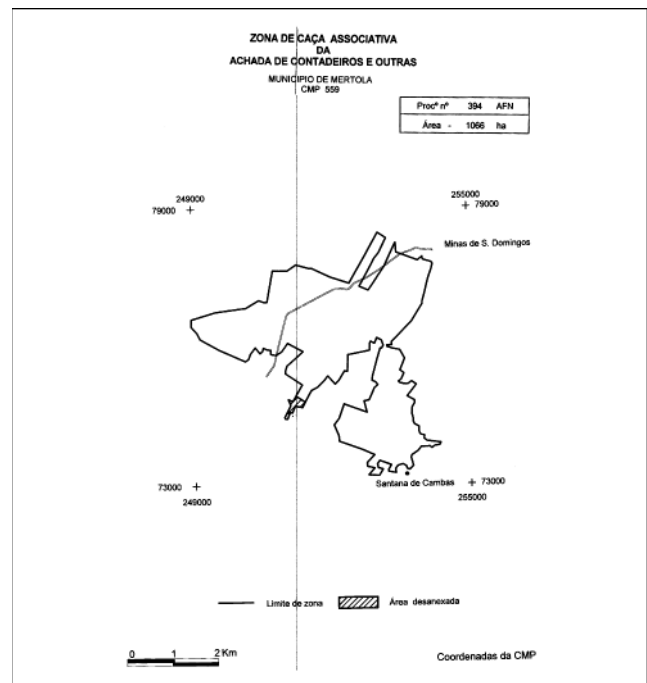 ZONA DE CAÇA ASSOCIATIVA
DA
ACHADA DE CONTADEIROS E OUTRAS
MUNICIPIO DE MERTOLA
CMP 559
Procº nº 394 AFN
Área - 1066 ha
249000
79000
255000
79000
Minas de S. Domingos
Santana de Cambas
73000
249000
73000
255000
Limite de zona
Área desanexada
0 1 2 Km
Coordenadas da CMP